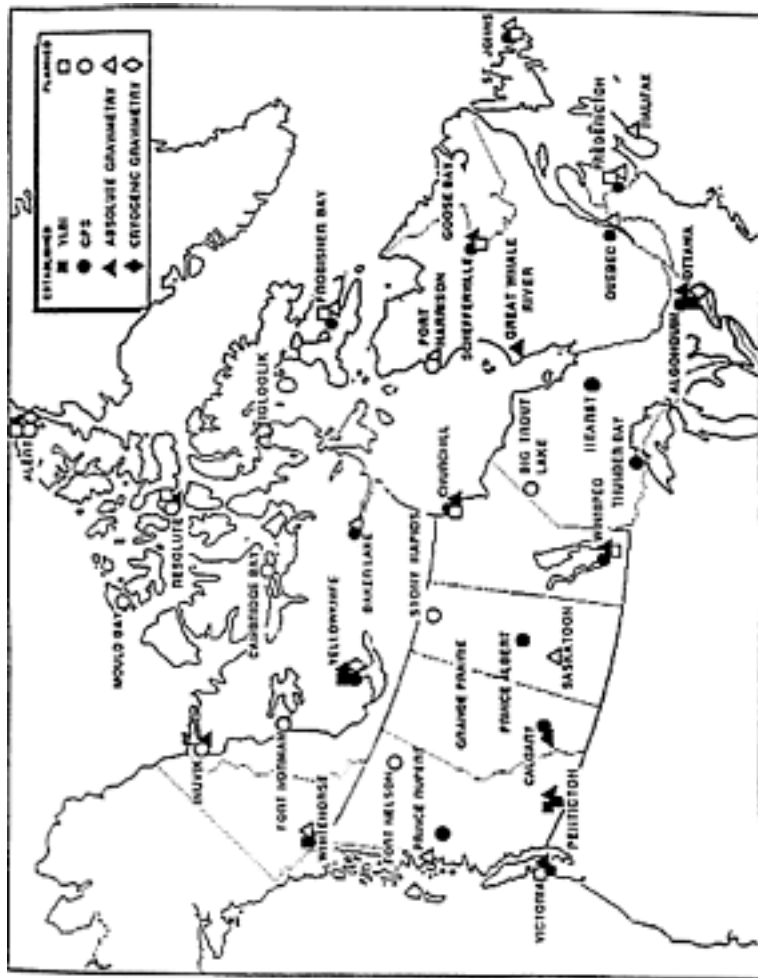 ESTABLISHED
PLANNED
VLBI
GPS
ABSOLUTE GRAVIMETRY
CRYOGENIC GRAVIMETRY
ALERT
MOULD BAY
RESOLUTE
IGLOOLIK
CAMBRIDGE BAY
INUVIK
FORT NORMAN
WHITEHORSE
YELLOWKNIFE
BAKER LAKE
FROBISHER BAY
PORT
HARRISON
SCHEFFERVILLE
GOOSE BAY
GREAT WHALE
RIVER
ST JOHNS
FREDERICTON
HALIFAX
QUEBEC
OTTAWA
ALGONQUIN
HEARST
THUNDER BAY
BIG TROUT
LAKE
CHURCHILL
WINNIPEG
STONY RAPIDS
PRINCE ALBERT
SASKATOON
GRANDE PRAIRIE
CALGARY
FORT NELSON
PRINCE RUPERT
PENTICTON
VICTORIA